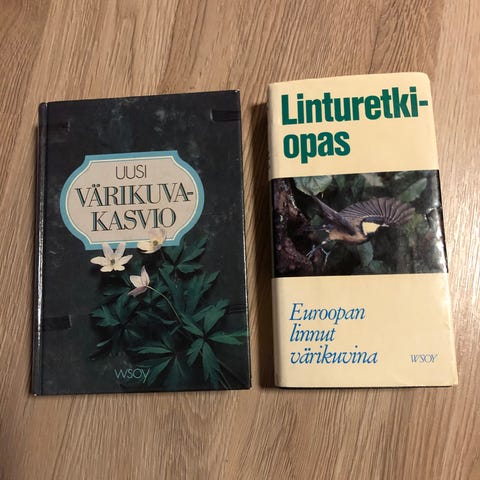 UUSI
VÄRIKUVA-
KASVIO
wsoy
Linturetki-
opas
Euroopan
linnut
värikuvina
WSOY